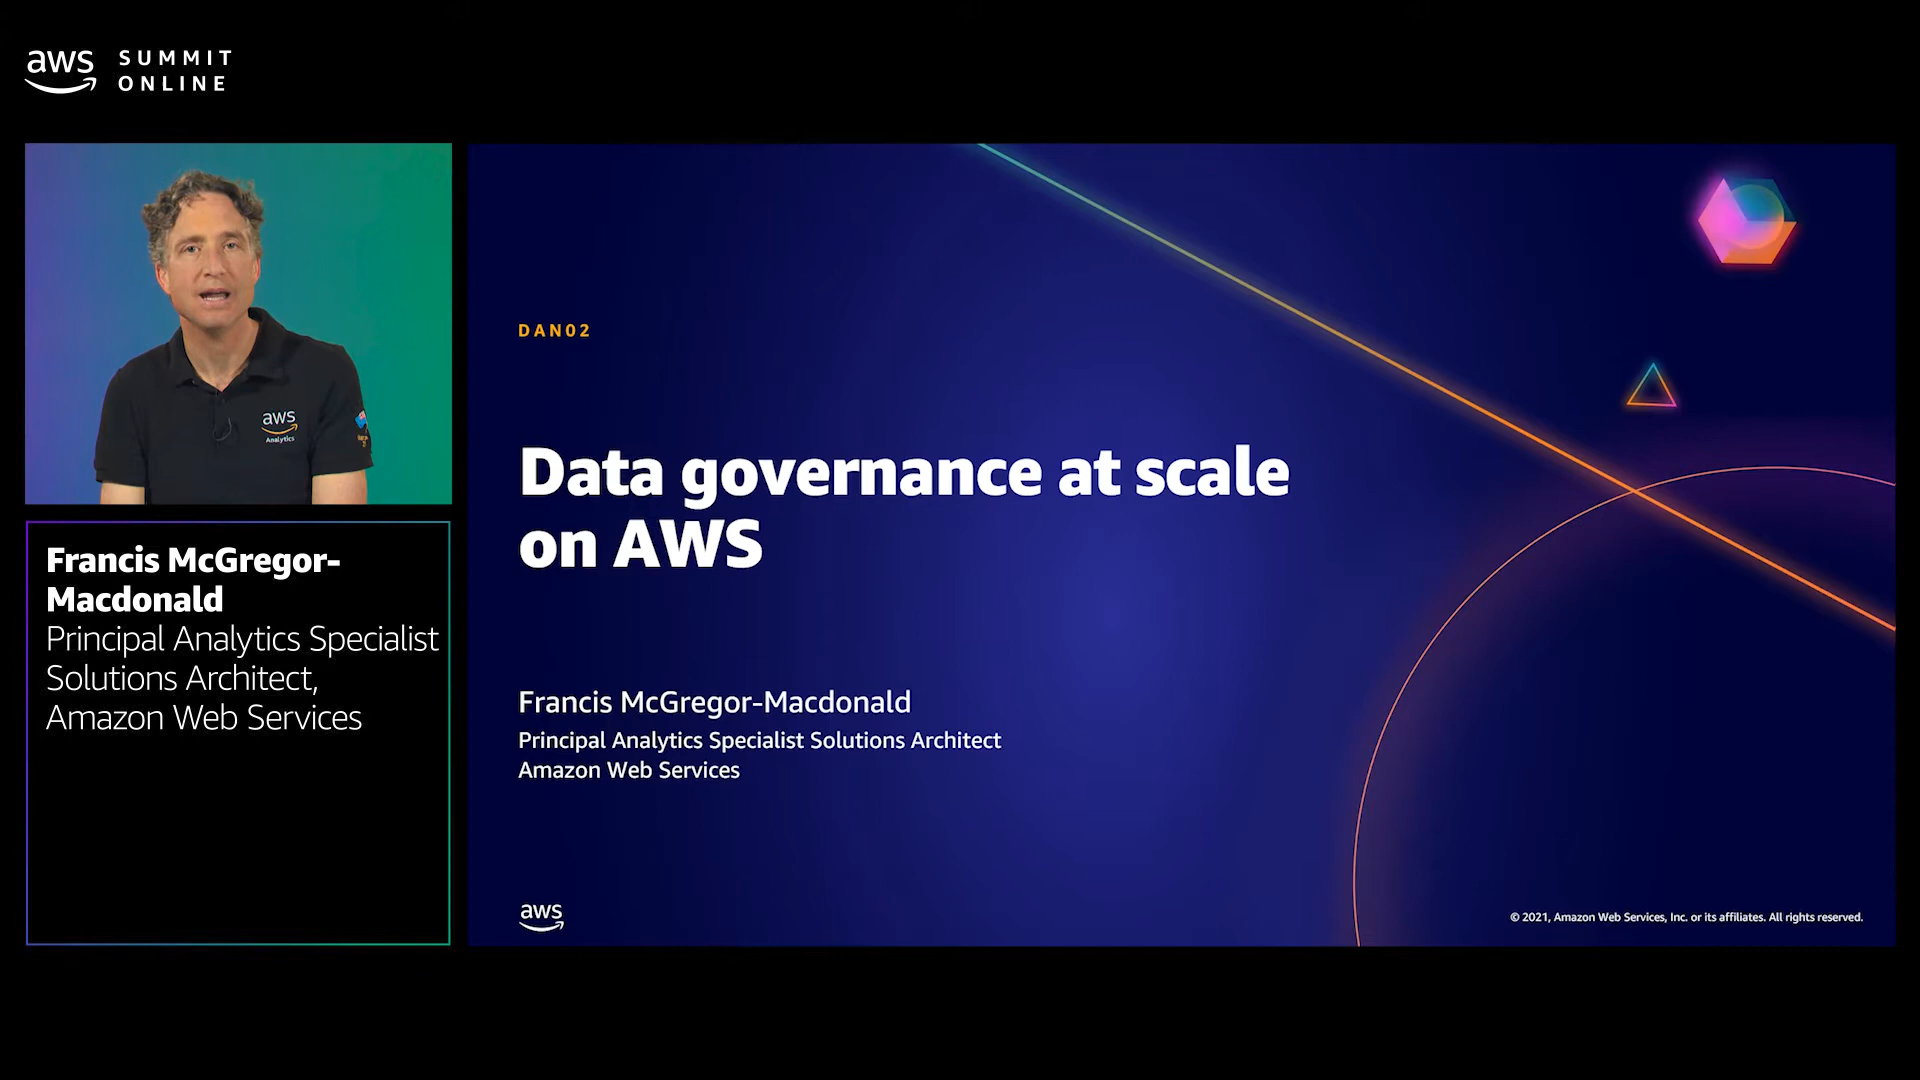 aws SUMMIT
ONLINE
aws
Analytics
Francis McGregor-
Macdonald
Principal Analytics Specialist
Solutions Architect,
Amazon Web Services
DAN02
Data governance at scale
on AWS
Francis McGregor-Macdonald
Principal Analytics Specialist Solutions Architect
Amazon Web Services
aws
© 2021, Amazon Web Services, Inc. or its affiliates. All rights reserved.